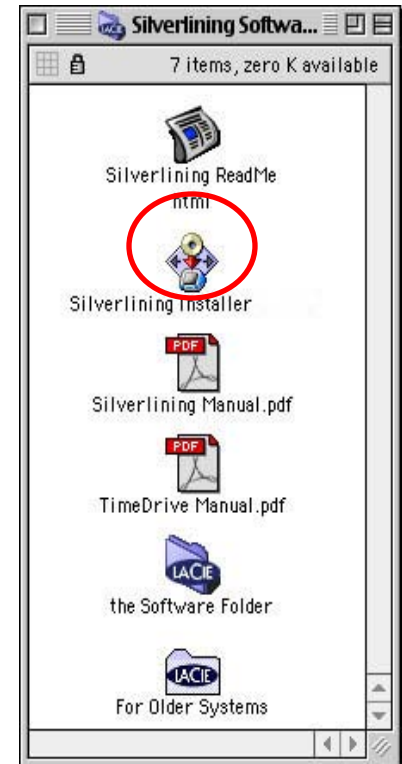 Silverlining Softwa...
7 items, zero K available
Silverlining ReadMe
html
Silverlining Installer
PDF
Silverlining Manual.pdf
PDF
TimeDrive Manual.pdf
LACIE
the Software Folder
LACIE
For Older Systems